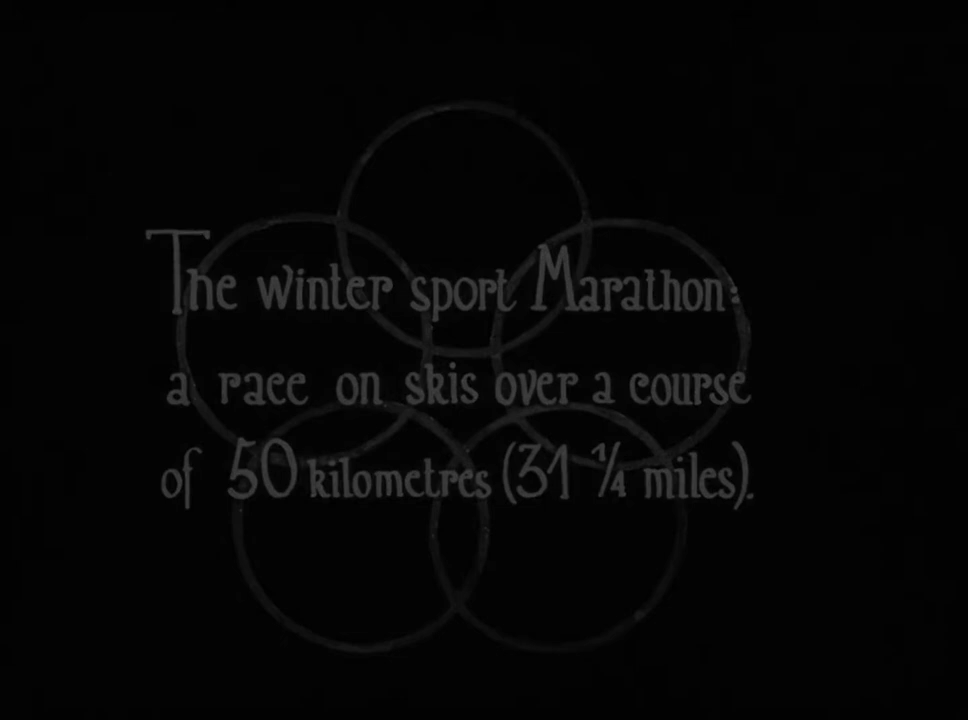 The winter sport Marathon:
a race on skis over a course
of 50 kilometres (31 1/4 miles).